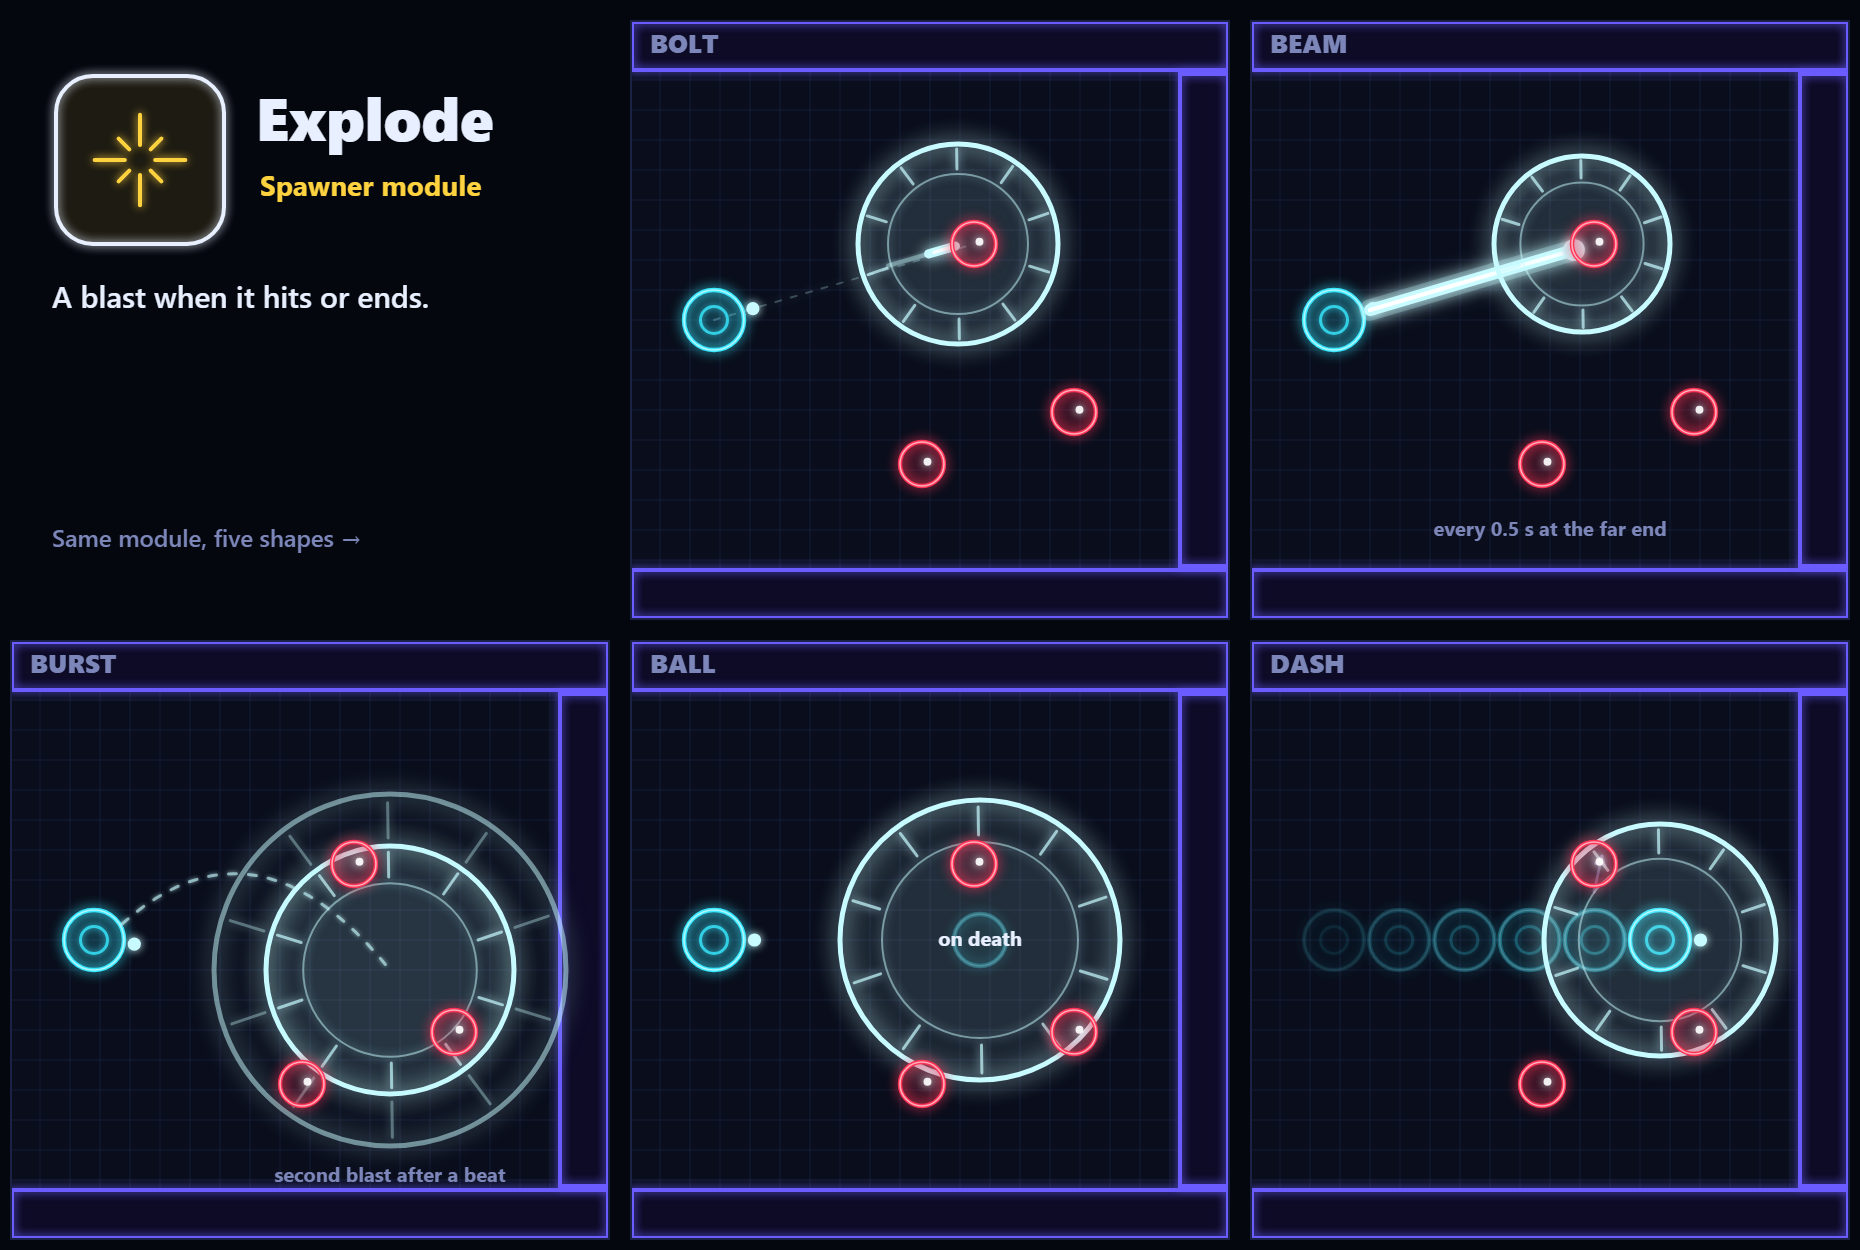 Explode
Spawner module
A blast when it hits or ends.
Same module, five shapes →
BOLT
BEAM
every 0.5 s at the far end
BURST
second blast after a beat
BALL
on death
DASH